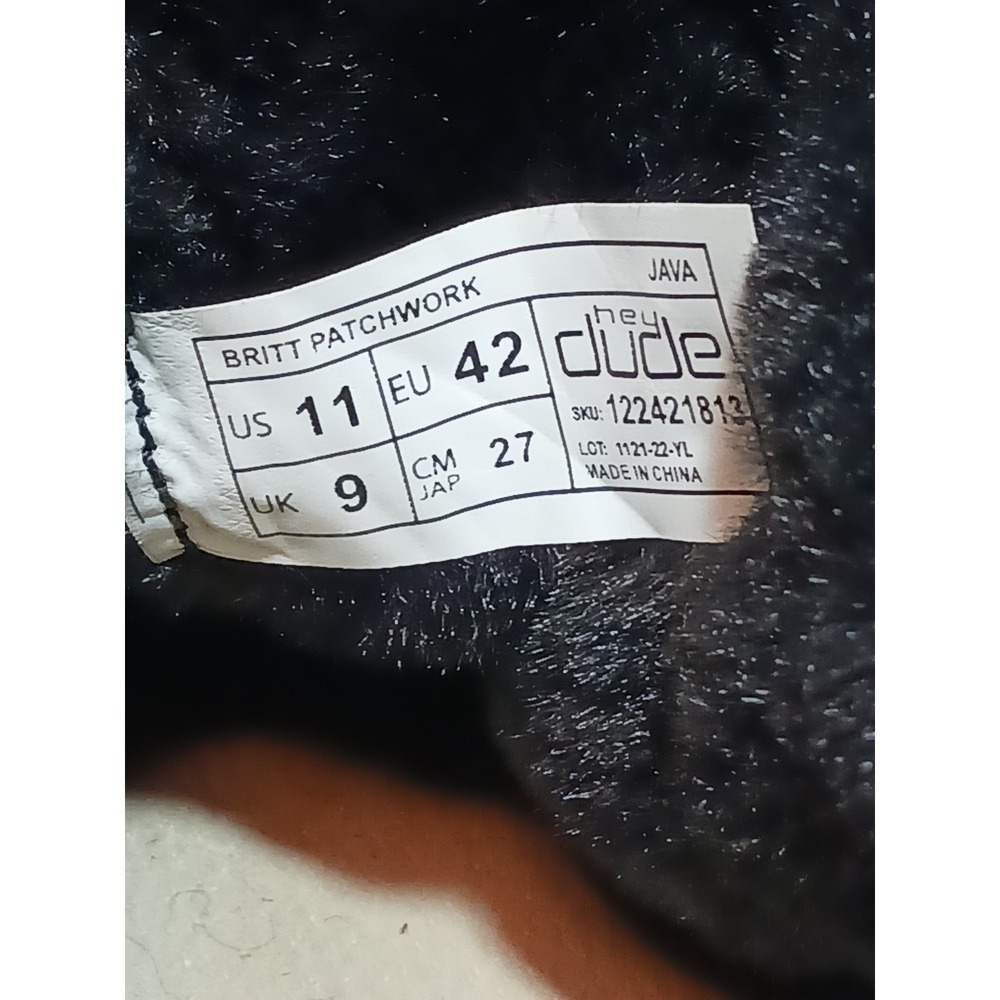 BRITT PATCHWORK JAVA
US 11 EU 42
UK 9 CM JAP 27
hey
dude
SKU: 122421812
LOT: 1121-22-YL
MADE IN CHINA